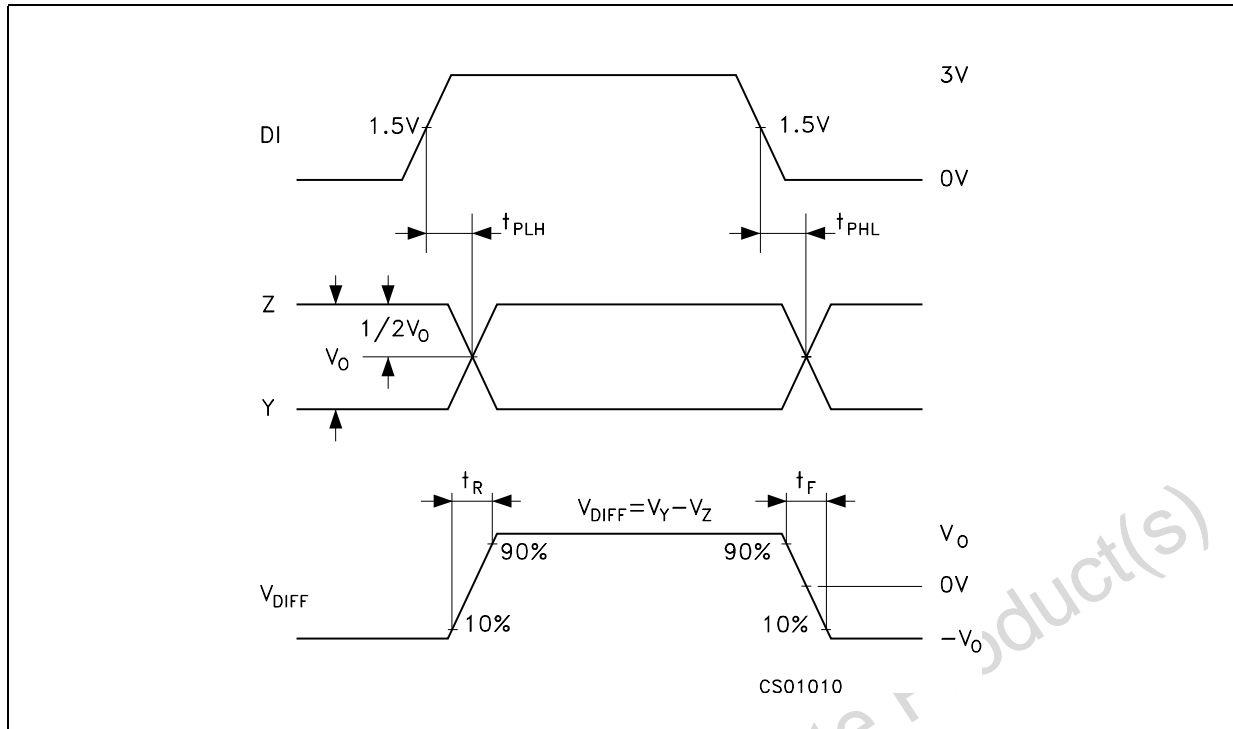 3V
DI
1.5V
1.5V
0V
tPLH
tPHL
Z
1/2VO
VO
Y
tR
tF
VDIFF=VY-VZ
VO
90%
90%
0V
VDIFF
10%
10%
-VO
CS01010